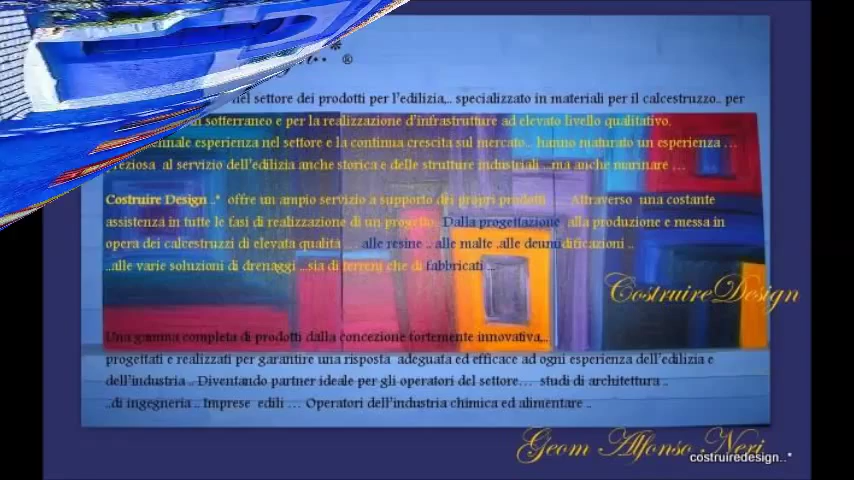 ®
nel settore dei prodotti per l'edilizia,.. specializzato in materiali per il calcestruzzo.. per
sotterraneo e per la realizzazione d'infrastrutture ad elevato livello qualitativo.
esperienza nel settore e la continua crescita sul mercato.. hanno maturato un esperienza ...
preziosa al servizio dell'edilizia anche storica e delle strutture industriali ..ma anche marinare ...
Costruire Design ..* offre un ampio servizio a supporto dei propri prodotti ... Attraverso una costante
assistenza in tutte le fasi di realizzazione di un progetto. Dalla progettazione alla produzione e messa in
opera dei calcestruzzi di elevata qualità ... alle resine .. alle malte .alle deumidificazioni ..
..alle varie soluzioni di drenaggi ...sia di terreni che di fabbricati ...
CostruireDesign
Una gamma completa di prodotti dalla concezione fortemente innovativa,..
progettati e realizzati per garantire una risposta adeguata ed efficace ad ogni esperienza dell'edilizia e
dell'industria .. Diventando partner ideale per gli operatori del settore... studi di architettura ..
..di ingegneria .. Imprese edili ... Operatori dell'industria chimica ed alimentare ..
Geom Alfonso .Neri
costruiredesign..*